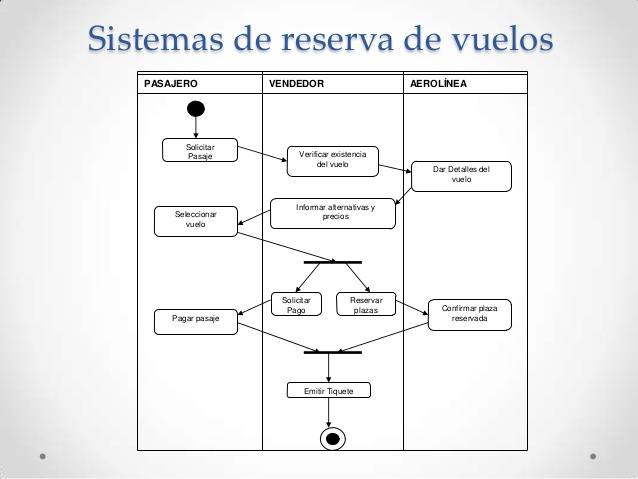 Sistemas de reserva de vuelos
PASAJERO
VENDEDOR
AEROLÍNEA
Solicitar
Pasaje
Verificar existencia
del vuelo
Dar Detalles del
vuelo
Informar alternativas y
precios
Seleccionar
vuelo
Solicitar
Pago
Reservar
plazas
Confirmar plaza
reservada
Pagar pasaje
Emitir Tiquete